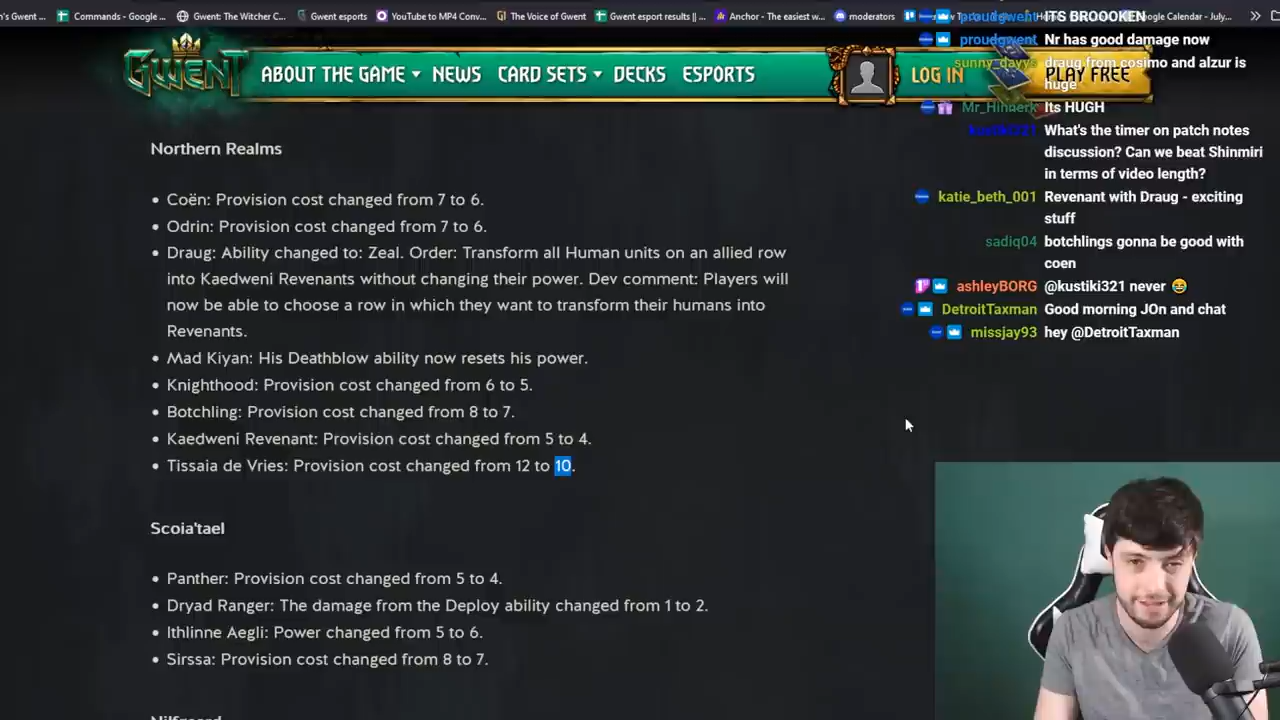 n's Gwent ...
Commands - Google ...
Gwent: The Witcher C...
Gwent esports
YouTube to MP4 Conv...
The Voice of Gwent
Gwent esport results || ...
Anchor - The easiest w...
moderators
Google Calendar - July...
GWENT
ABOUT THE GAME
NEWS
CARD SETS
DECKS
ESPORTS
LOG IN
PLAY FREE
Northern Realms
Coën: Provision cost changed from 7 to 6.
Odrin: Provision cost changed from 7 to 6.
Draug: Ability changed to: Zeal. Order: Transform all Human units on an allied row
into Kaedweni Revenants without changing their power. Dev comment: Players will
now be able to choose a row in which they want to transform their humans into
Revenants.
Mad Kiyan: His Deathblow ability now resets his power.
Knighthood: Provision cost changed from 6 to 5.
Botchling: Provision cost changed from 8 to 7.
Kaedweni Revenant: Provision cost changed from 5 to 4.
Tissaia de Vries: Provision cost changed from 12 to 10.
Scoia'tael
Panther: Provision cost changed from 5 to 4.
Dryad Ranger: The damage from the Deploy ability changed from 1 to 2.
Ithlinne Aegli: Power changed from 5 to 6.
Sirssa: Provision cost changed from 8 to 7.
Nilfgaard
proudgwent ITS BROOOKEN
proudgwent Nr has good damage now
sunny_davys draug from cosimo and alzur is
huge
Mr_Hinnerk Its HUGH
kustiki321 What's the timer on patch notes
discussion? Can we beat Shinmiri
in terms of video length?
katie_beth_001 Revenant with Draug - exciting
stuff
sadiq04 botchlings gonna be good with
coen
ashleyBORG @kustiki321 never 😂
DetroitTaxman Good morning JOn and chat
missjay93 hey @DetroitTaxman